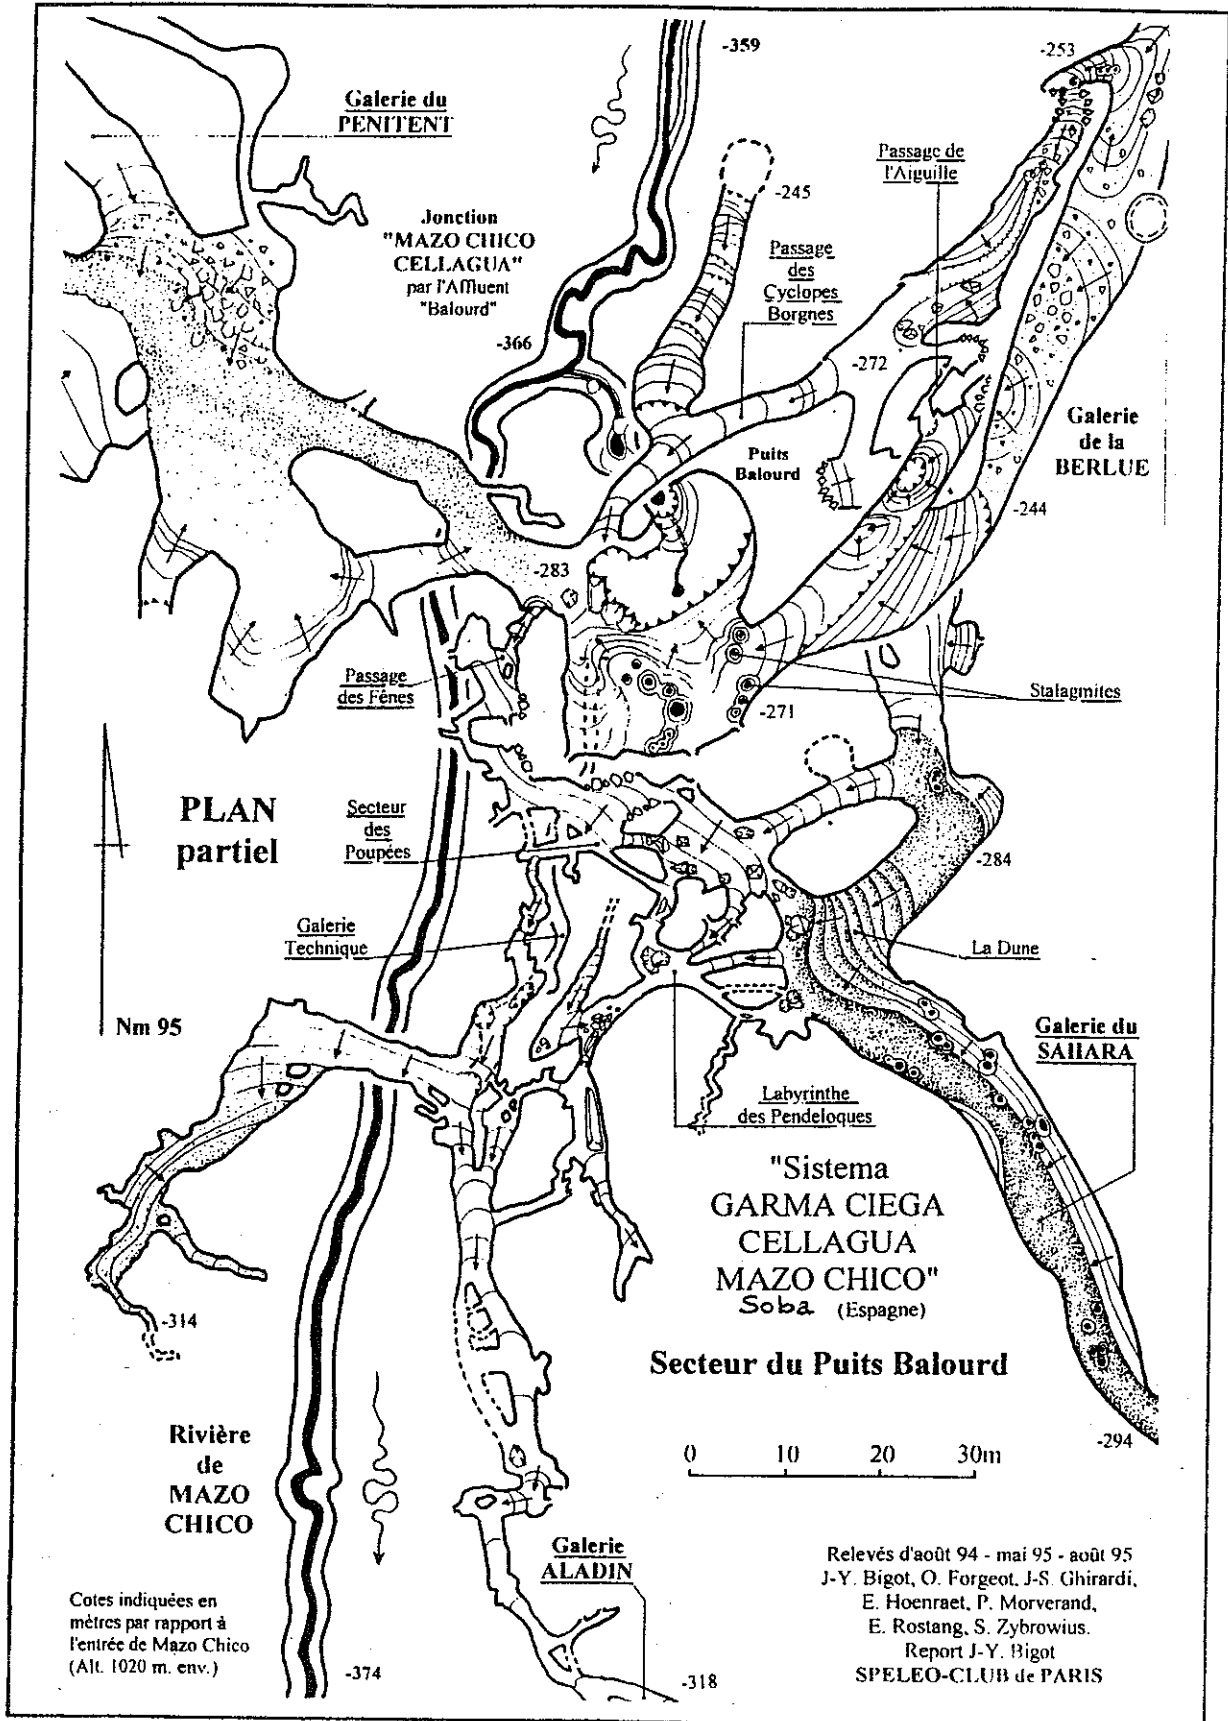 -359
-253
Galerie du
PENITENT
Passage de
l'Aiguille
-245
Jonction
"MAZO CHICO
CELLAGUA"
par l'Affluent
"Balourd"
Passage
des
Cyclopes
Borgnes
-366
-272
Galerie
de la
BERLUE
Puits
Balourd
-244
-283
Passage
des Fênes
Stalagmites
-271
PLAN
partiel
Secteur
des
Poupées
-284
Galerie
Technique
La Dune
Nm 95
Galerie du
SAHARA
Labyrinthe
des Pendeloques
"Sistema
GARMA CIEGA
CELLAGUA
MAZO CHICO"
Soba (Espagne)
-314
Secteur du Puits Balourd
Rivière
de
MAZO
CHICO
-294
0 10 20 30m
Galerie
ALADIN
Relevés d'août 94 - mai 95 - août 95
J-Y. Bigot, O. Forgeot, J-S. Ghirardi,
E. Hoenraet, P. Morverand,
E. Rostang, S. Zybrowius.
Report J-Y. Bigot
SPELEO-CLUB de PARIS
Cotes indiquées en
mètres par rapport à
l'entrée de Mazo Chico
(Alt. 1020 m. env.)
-374
-318